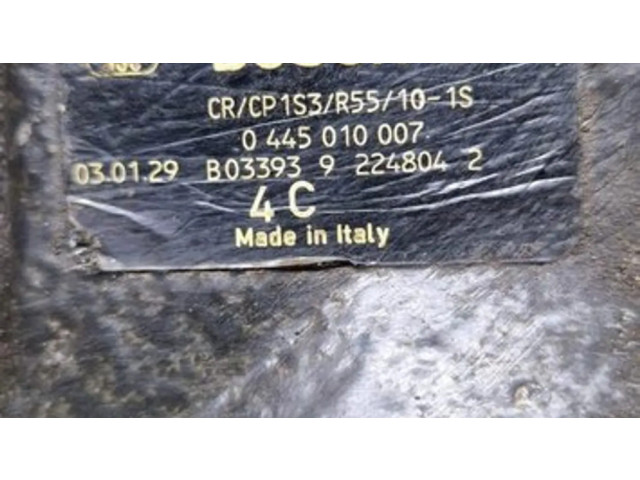 CR/CP1S3/R55/10-1S
0 445 010 007
03.01.29 B03393 9 224804 2
4C
Made in Italy